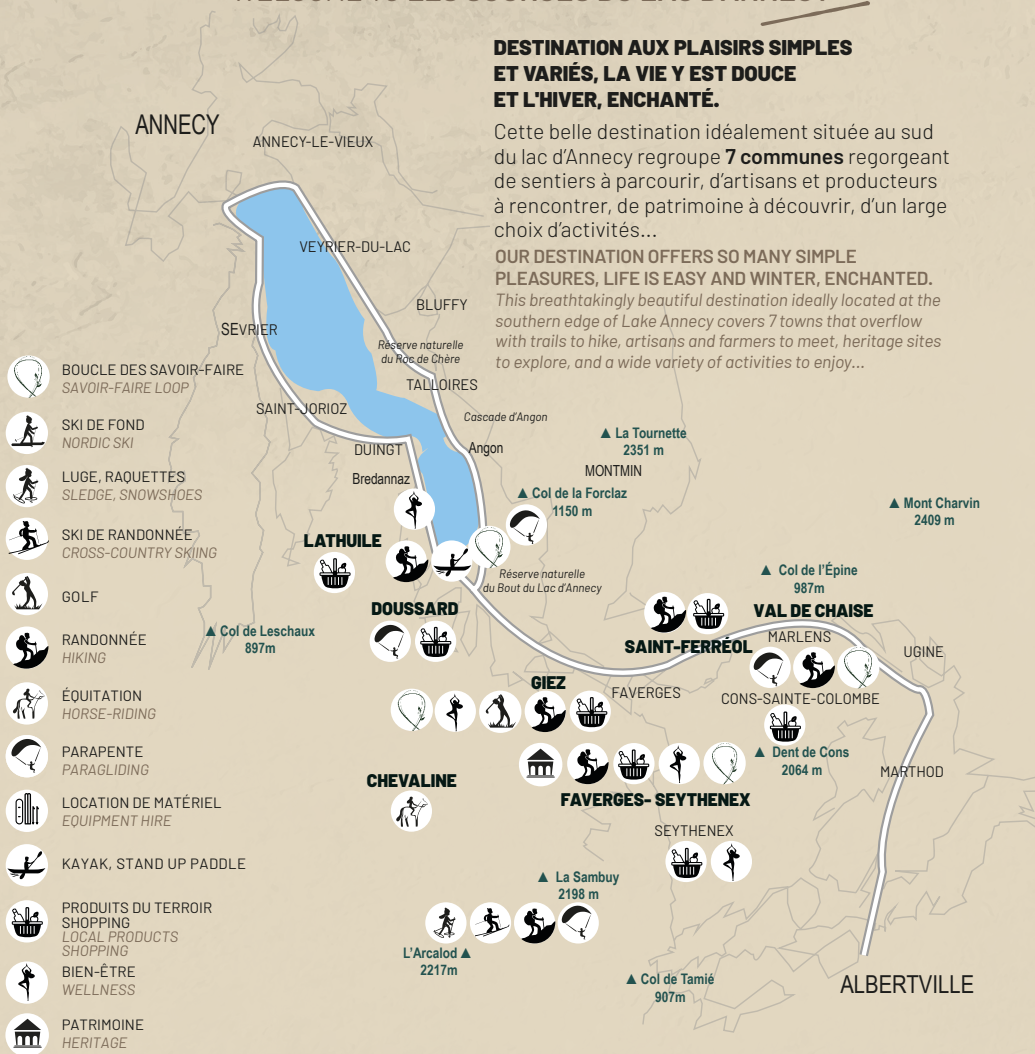 DESTINATION AUX PLAISIRS SIMPLES
ET VARIÉS, LA VIE Y EST DOUCE
ET L'HIVER, ENCHANTÉ.
Cette belle destination idéalement située au sud
du lac d'Annecy regroupe 7 communes regorgeant
de sentiers à parcourir, d'artisans et producteurs
à rencontrer, de patrimoine à découvrir, d'un large
choix d'activités...
OUR DESTINATION OFFERS SO MANY SIMPLE
PLEASURES, LIFE IS EASY AND WINTER, ENCHANTED.
This breathtakingly beautiful destination ideally located at the
southern edge of Lake Annecy covers 7 towns that overflow
with trails to hike, artisans and farmers to meet, heritage sites
to explore, and a wide variety of activities to enjoy...
ANNECY
ANNECY-LE-VIEUX
VEYRIER-DU-LAC
BLUFFY
SEVRIER
Réserve naturelle
du Roc de Chère
TALLOIRES
SAINT-JORIOZ
Cascade d'Angon
▲ La Tournette
2351 m
DUINGT
Angon
MONTMIN
Bredannaz
▲ Col de la Forclaz
1150 m
▲ Mont Charvin
2409 m
LATHUILE
Réserve naturelle
du Bout du Lac d'Annecy
▲ Col de l'Épine
987m
DOUSSARD
VAL DE CHAISE
▲ Col de Leschaux
897m
SAINT-FERRÉOL
MARLENS
UGINE
GIEZ
FAVERGES
CONS-SAINTE-COLOMBE
▲ Dent de Cons
2064 m
MARTHOD
CHEVALINE
FAVERGES- SEYTHENEX
SEYTHENEX
▲ La Sambuy
2198 m
L'Arcalod ▲
2217m
▲ Col de Tamié
907m
ALBERTVILLE
BOUCLE DES SAVOIR-FAIRE
SAVOIR-FAIRE LOOP
SKI DE FOND
NORDIC SKI
LUGE, RAQUETTES
SLEDGE, SNOWSHOES
SKI DE RANDONNÉE
CROSS-COUNTRY SKIING
GOLF
RANDONNÉE
HIKING
ÉQUITATION
HORSE-RIDING
PARAPENTE
PARAGLIDING
LOCATION DE MATÉRIEL
EQUIPMENT HIRE
KAYAK, STAND UP PADDLE
PRODUITS DU TERROIR
SHOPPING
LOCAL PRODUCTS
SHOPPING
BIEN-ÊTRE
WELLNESS
PATRIMOINE
HERITAGE